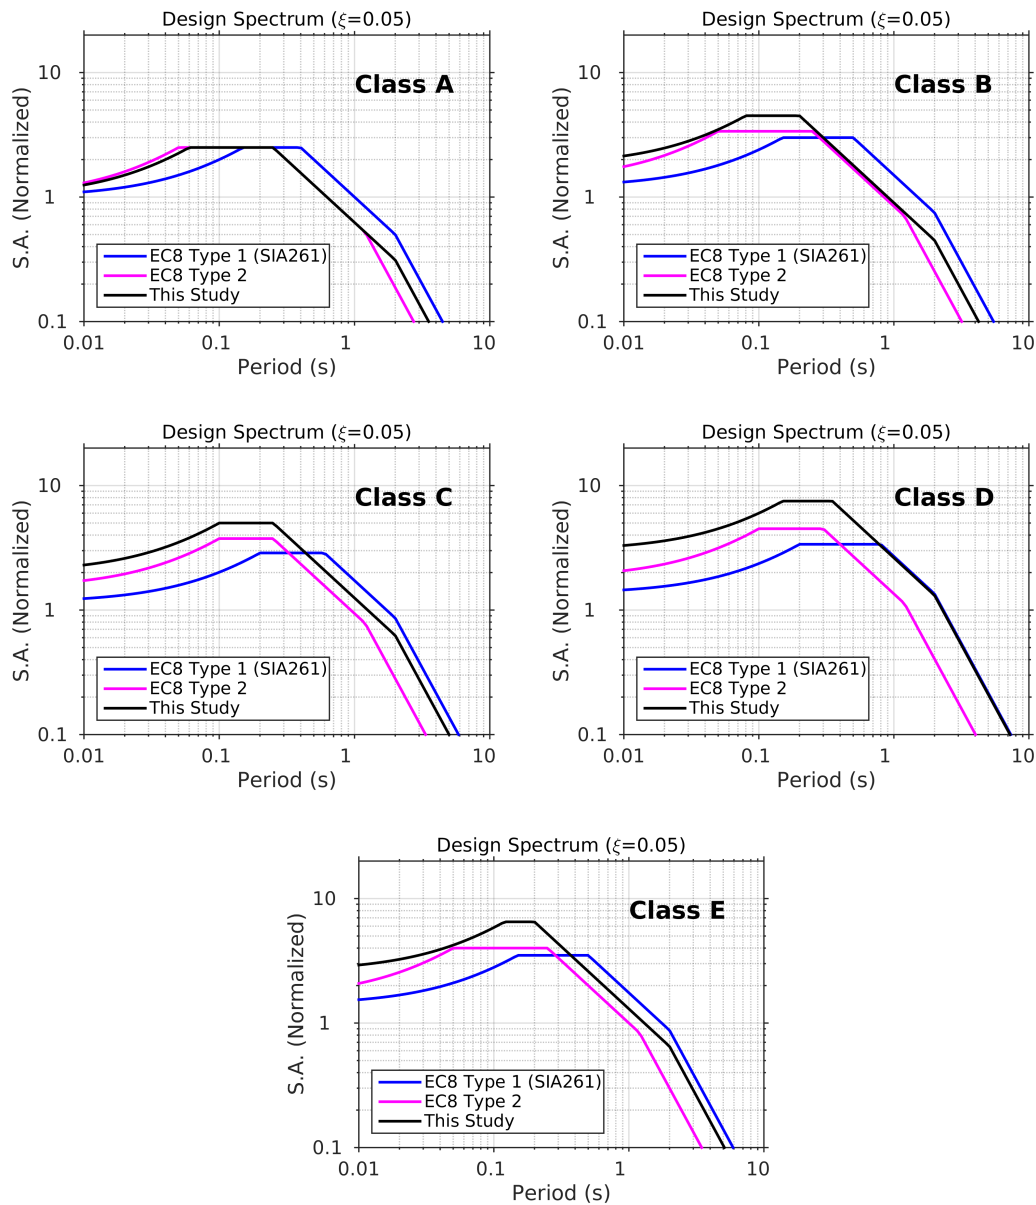 Design Spectrum (ξ=0.05)
10
1
0.1
S.A. (Normalized)
Class A
EC8 Type 1 (SIA261)
EC8 Type 2
This Study
0.01 0.1 1 10
Period (s)
Design Spectrum (ξ=0.05)
10
1
0.1
S.A. (Normalized)
Class B
EC8 Type 1 (SIA261)
EC8 Type 2
This Study
0.01 0.1 1 10
Period (s)
Design Spectrum (ξ=0.05)
10
1
0.1
S.A. (Normalized)
Class C
EC8 Type 1 (SIA261)
EC8 Type 2
This Study
0.01 0.1 1 10
Period (s)
Design Spectrum (ξ=0.05)
10
1
0.1
S.A. (Normalized)
Class D
EC8 Type 1 (SIA261)
EC8 Type 2
This Study
0.01 0.1 1 10
Period (s)
Design Spectrum (ξ=0.05)
10
1
0.1
S.A. (Normalized)
Class E
EC8 Type 1 (SIA261)
EC8 Type 2
This Study
0.01 0.1 1 10
Period (s)